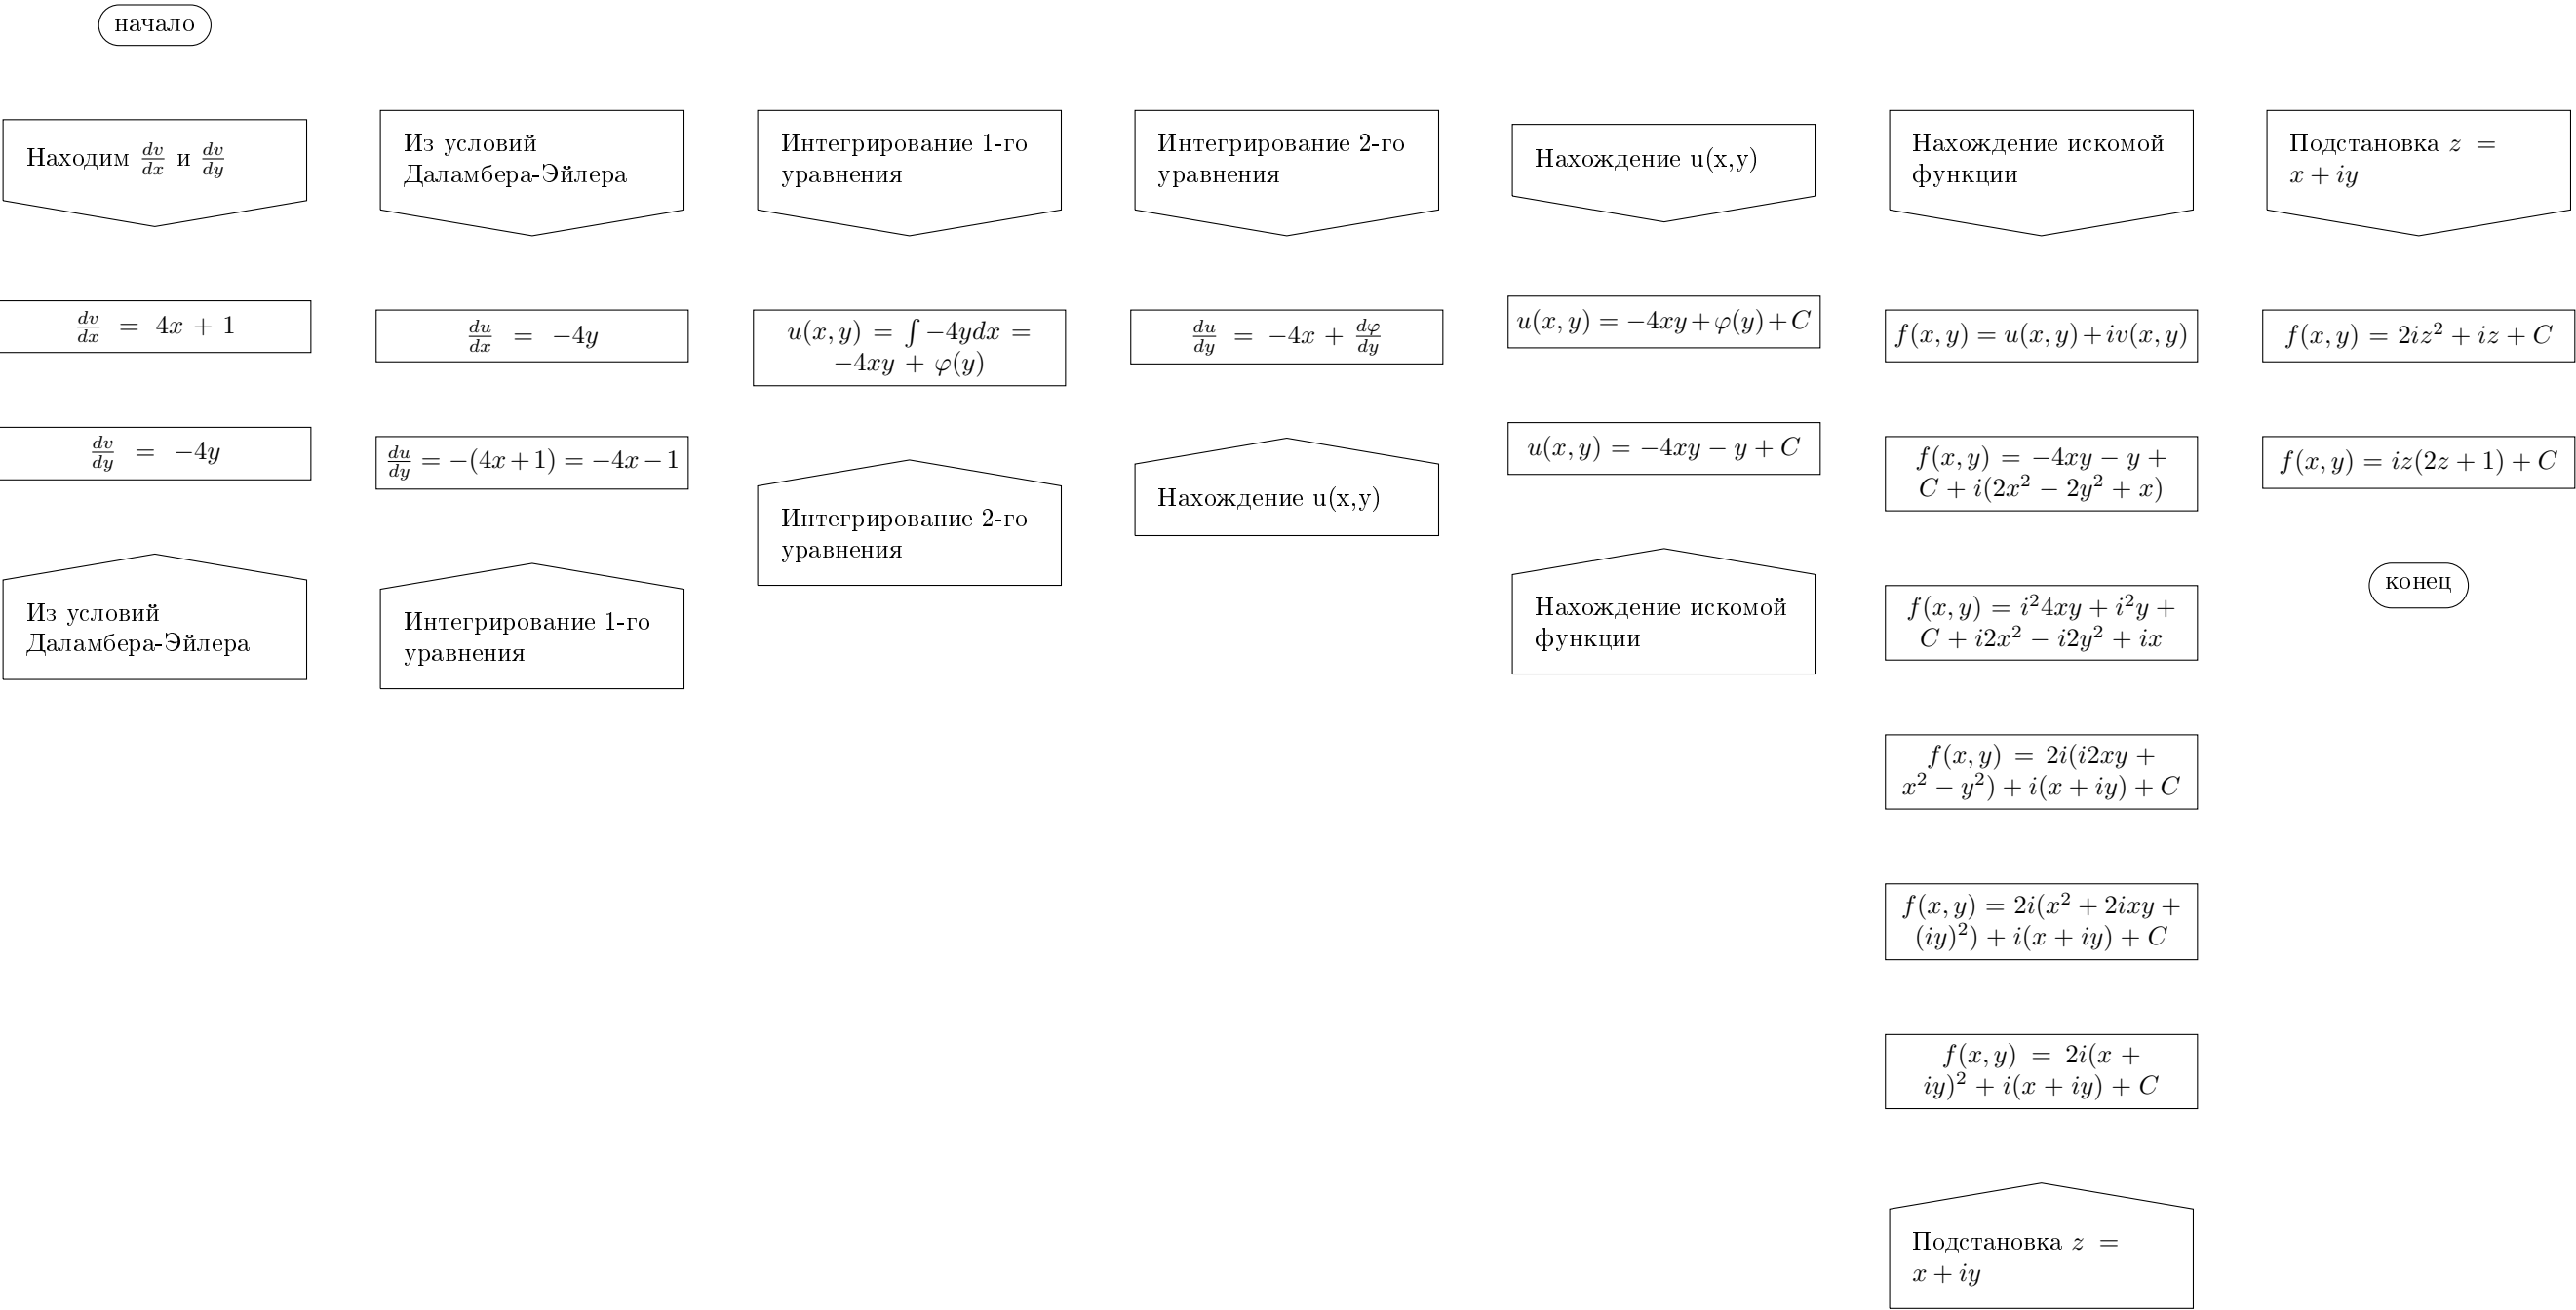 начало
Находим dv/dx и dv/dy
dv/dx = 4x + 1
dv/dy = −4y
Из условий
Даламбера-Эйлера
Из условий
Даламбера-Эйлера
du/dx = −4y
du/dy = −(4x + 1) = −4x − 1
Интегрирование 1-го
уравнения
Интегрирование 1-го
уравнения
u(x, y) = ∫ −4ydx =
−4xy + φ(y)
Интегрирование 2-го
уравнения
Интегрирование 2-го
уравнения
du/dy = −4x + dφ/dy
Нахождение u(x,y)
Нахождение u(x,y)
u(x, y) = −4xy + φ(y) + C
u(x, y) = −4xy − y + C
Нахождение искомой
функции
Нахождение искомой
функции
f(x, y) = u(x, y) + iv(x, y)
f(x, y) = −4xy − y +
C + i(2x² − 2y² + x)
f(x, y) = i²4xy + i²y +
C + i2x² − i2y² + ix
f(x, y) = 2i(i2xy +
x² − y²) + i(x + iy) + C
f(x, y) = 2i(x² + 2ixy +
(iy)²) + i(x + iy) + C
f(x, y) = 2i(x +
iy)² + i(x + iy) + C
Подстановка z =
x + iy
Подстановка z =
x + iy
f(x, y) = 2iz² + iz + C
f(x, y) = iz(2z + 1) + C
конец